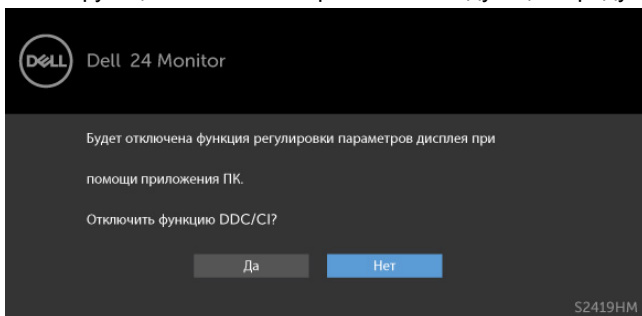 DELL
Dell 24 Monitor
Будет отключена функция регулировки параметров дисплея при
помощи приложения ПК.
Отключить функцию DDC/CI?
Да
Нет
S2419HM